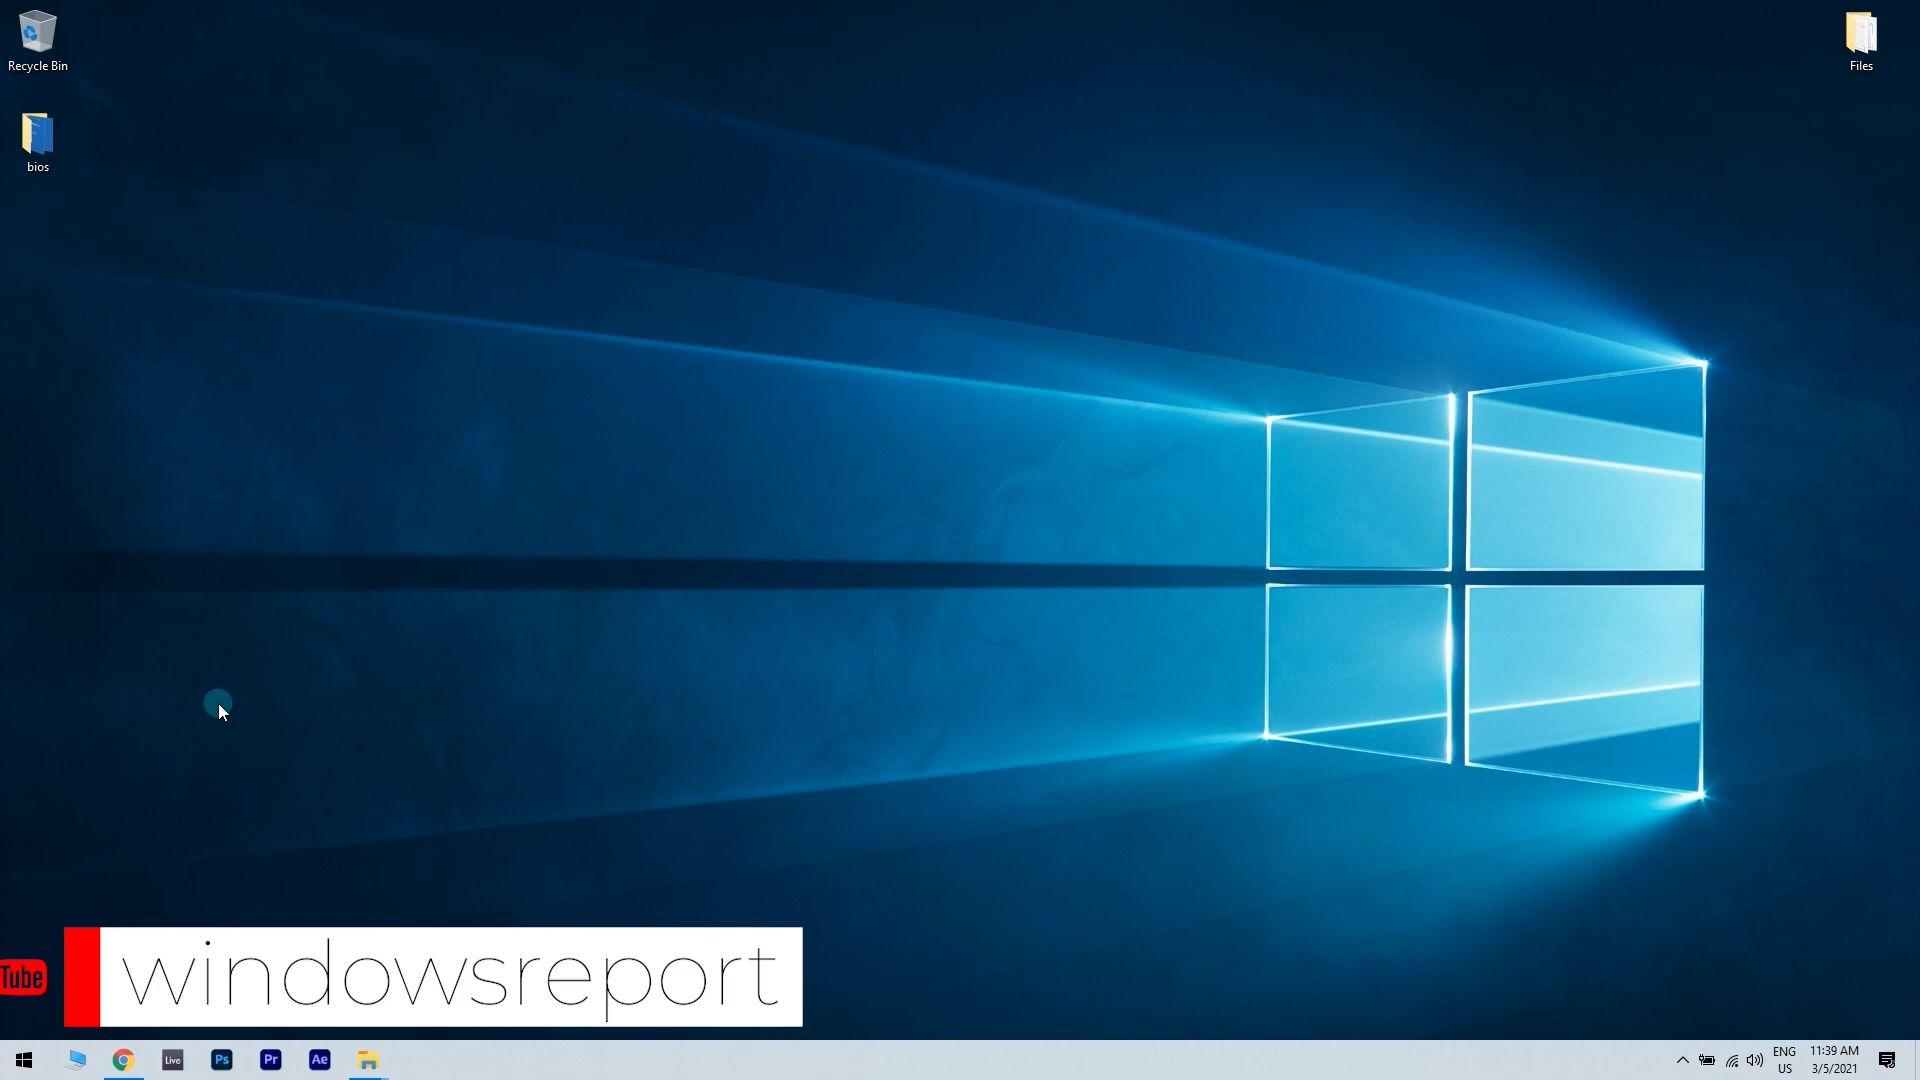 Recycle Bin
Files
bios
Tube
windowsreport
Live
Ps
Pr
Ae
ENG
US
11:39 AM
3/5/2021